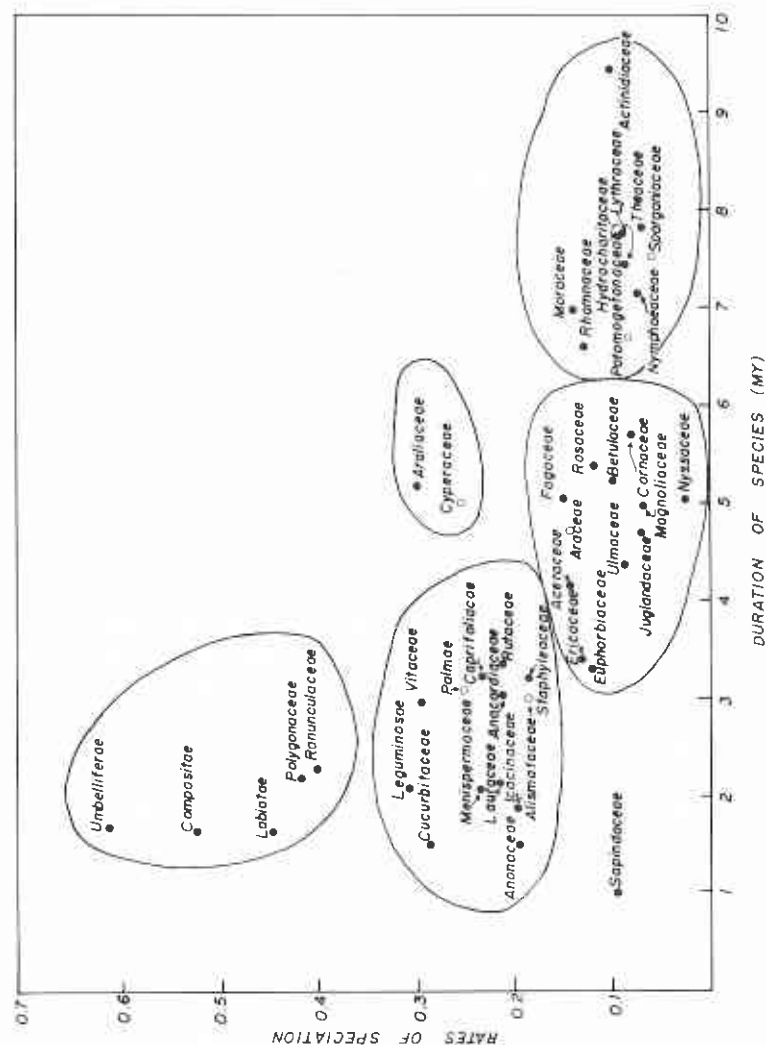 RATES OF SPECIATION
0.7
0.6
0.5
0.4
0.3
0.2
0.1
Umbelliferae
Compositae
Labiatae
Polygonaceae
Ranunculaceae
Leguminosae
Cucurbitaceae
Vitaceae
Palmae
Menispermaceae
Caprifoliacae
Lauraceae
Anacardiaceae
Anonaceae
Icacinaceae
Rutaceae
Alismataceae
Staphyleaceae
Sapindaceae
Araliaceae
Cyperaceae
Fagaceae
Aceraceae
Araceae
Rosaceae
Ericaceae
Euphorbiaceae
Ulmaceae
Betulaceae
Juglandaceae
Cornaceae
Magnoliaceae
Nyssaceae
Moraceae
Rhamnaceae
Hydrocharitaceae
Potamogetonaceae
Lythraceae
Actinidiaceae
Theaceae
Nymphoeaceae
Sparganiaceae
1
2
3
4
5
6
7
8
9
10
DURATION OF SPECIES (MY)